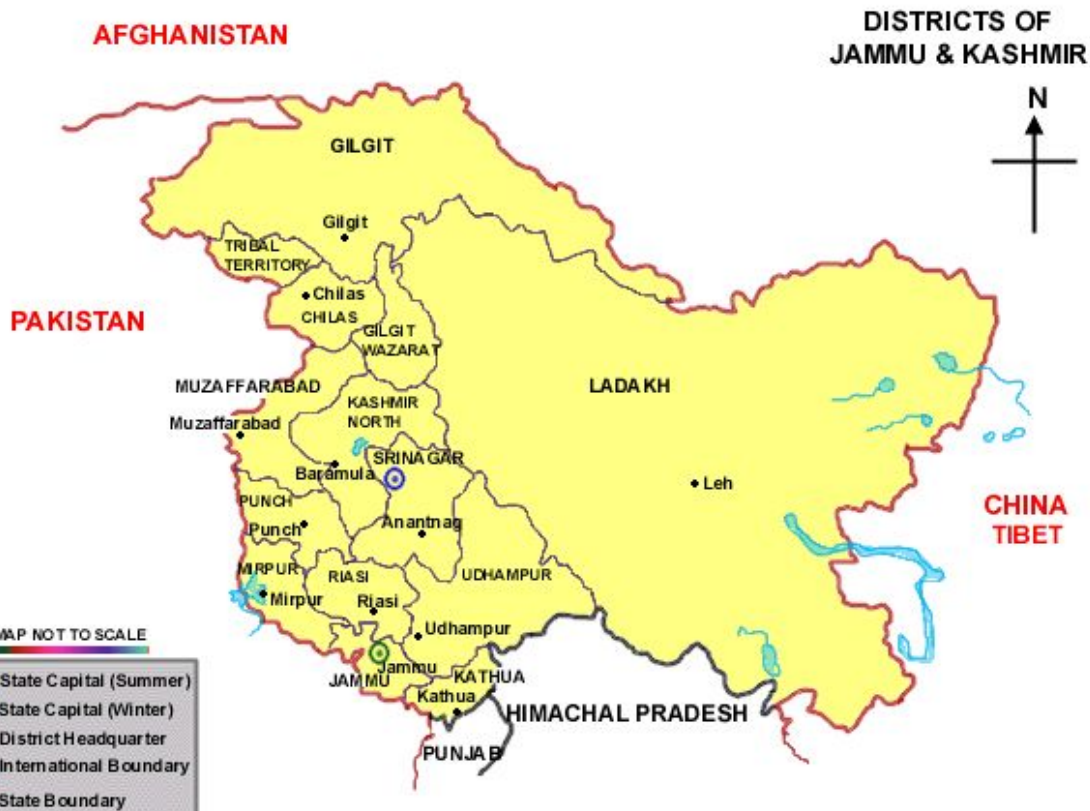 DISTRICTS OF
JAMMU & KASHMIR
AFGHANISTAN
N
GILGIT
Gilgit
TRIBAL
TERRITORY
Chilas
CHILAS
PAKISTAN
GILGIT
WAZARAT
MUZAFFARABAD
LADAKH
KASHMIR
NORTH
Muzaffarabad
SRINAGAR
Baramula
Leh
PUNCH
Punch
Anantnag
CHINA
TIBET
MIRPUR
RIASI
UDHAMPUR
Mirpur
Riasi
Udhampur
MAP NOT TO SCALE
Jammu
JAMMU
KATHUA
Kathua
HIMACHAL PRADESH
PUNJAB
State Capital (Summer)
State Capital (Winter)
District Headquarter
International Boundary
State Boundary